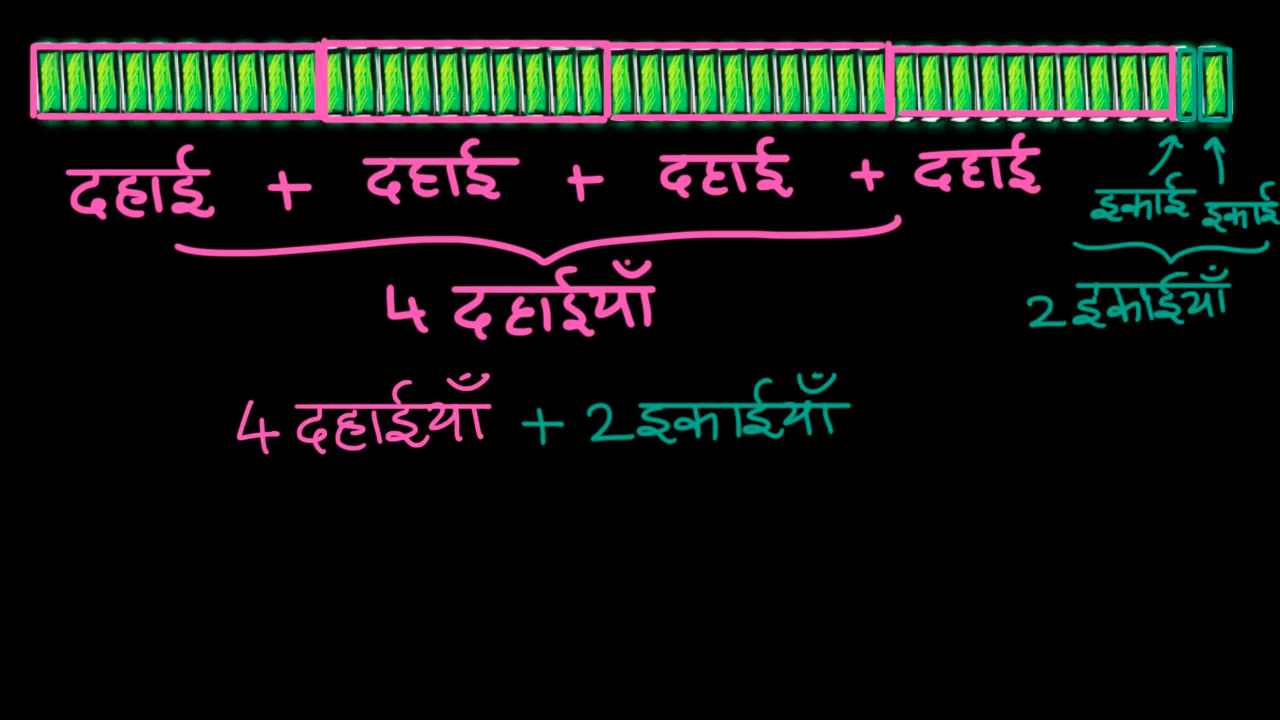 दहाई + दहाई + दहाई + दहाई
इकाई इकाई
4 दहाईयाँ
2 इकाईयाँ
4 दहाईयाँ + 2 इकाईयाँ